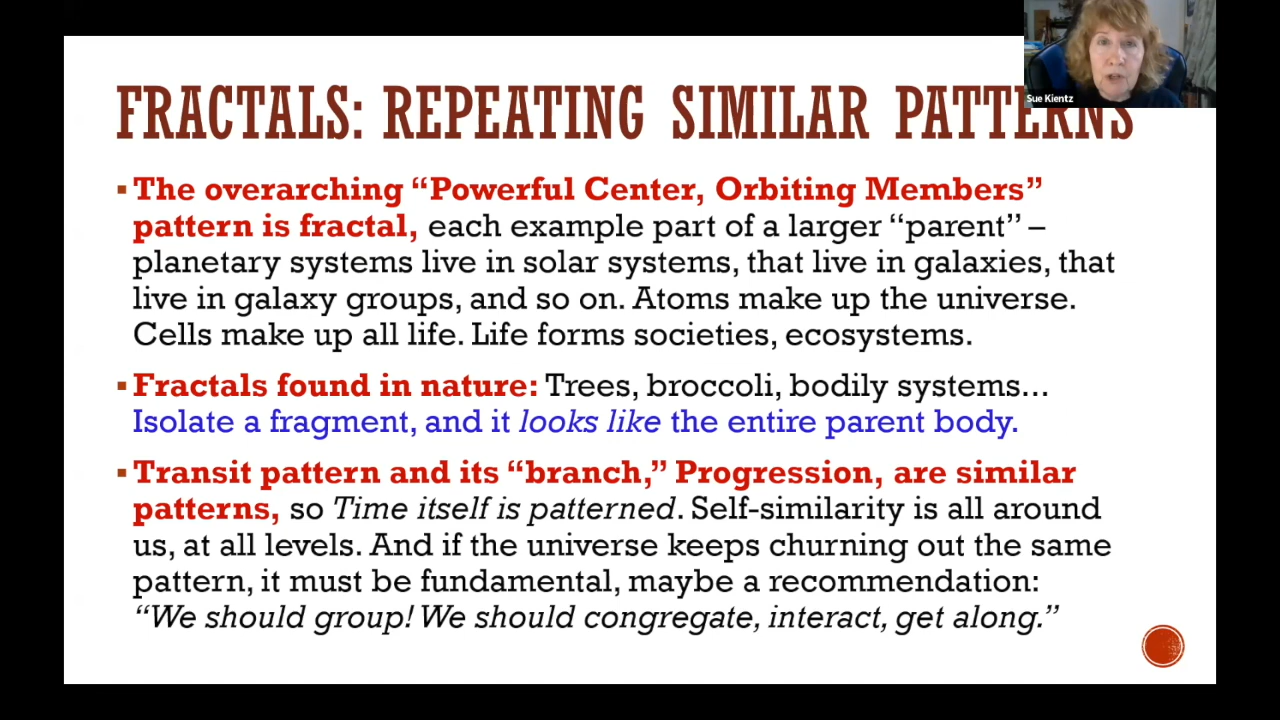 FRACTALS: REPEATING SIMILAR PATTERNS
Sue Kientz
▪ The overarching “Powerful Center, Orbiting Members”
pattern is fractal, each example part of a larger “parent” –
planetary systems live in solar systems, that live in galaxies, that
live in galaxy groups, and so on. Atoms make up the universe.
Cells make up all life. Life forms societies, ecosystems.
▪ Fractals found in nature: Trees, broccoli, bodily systems...
Isolate a fragment, and it looks like the entire parent body.
▪ Transit pattern and its “branch,” Progression, are similar
patterns, so Time itself is patterned. Self-similarity is all around
us, at all levels. And if the universe keeps churning out the same
pattern, it must be fundamental, maybe a recommendation:
“We should group! We should congregate, interact, get along.”